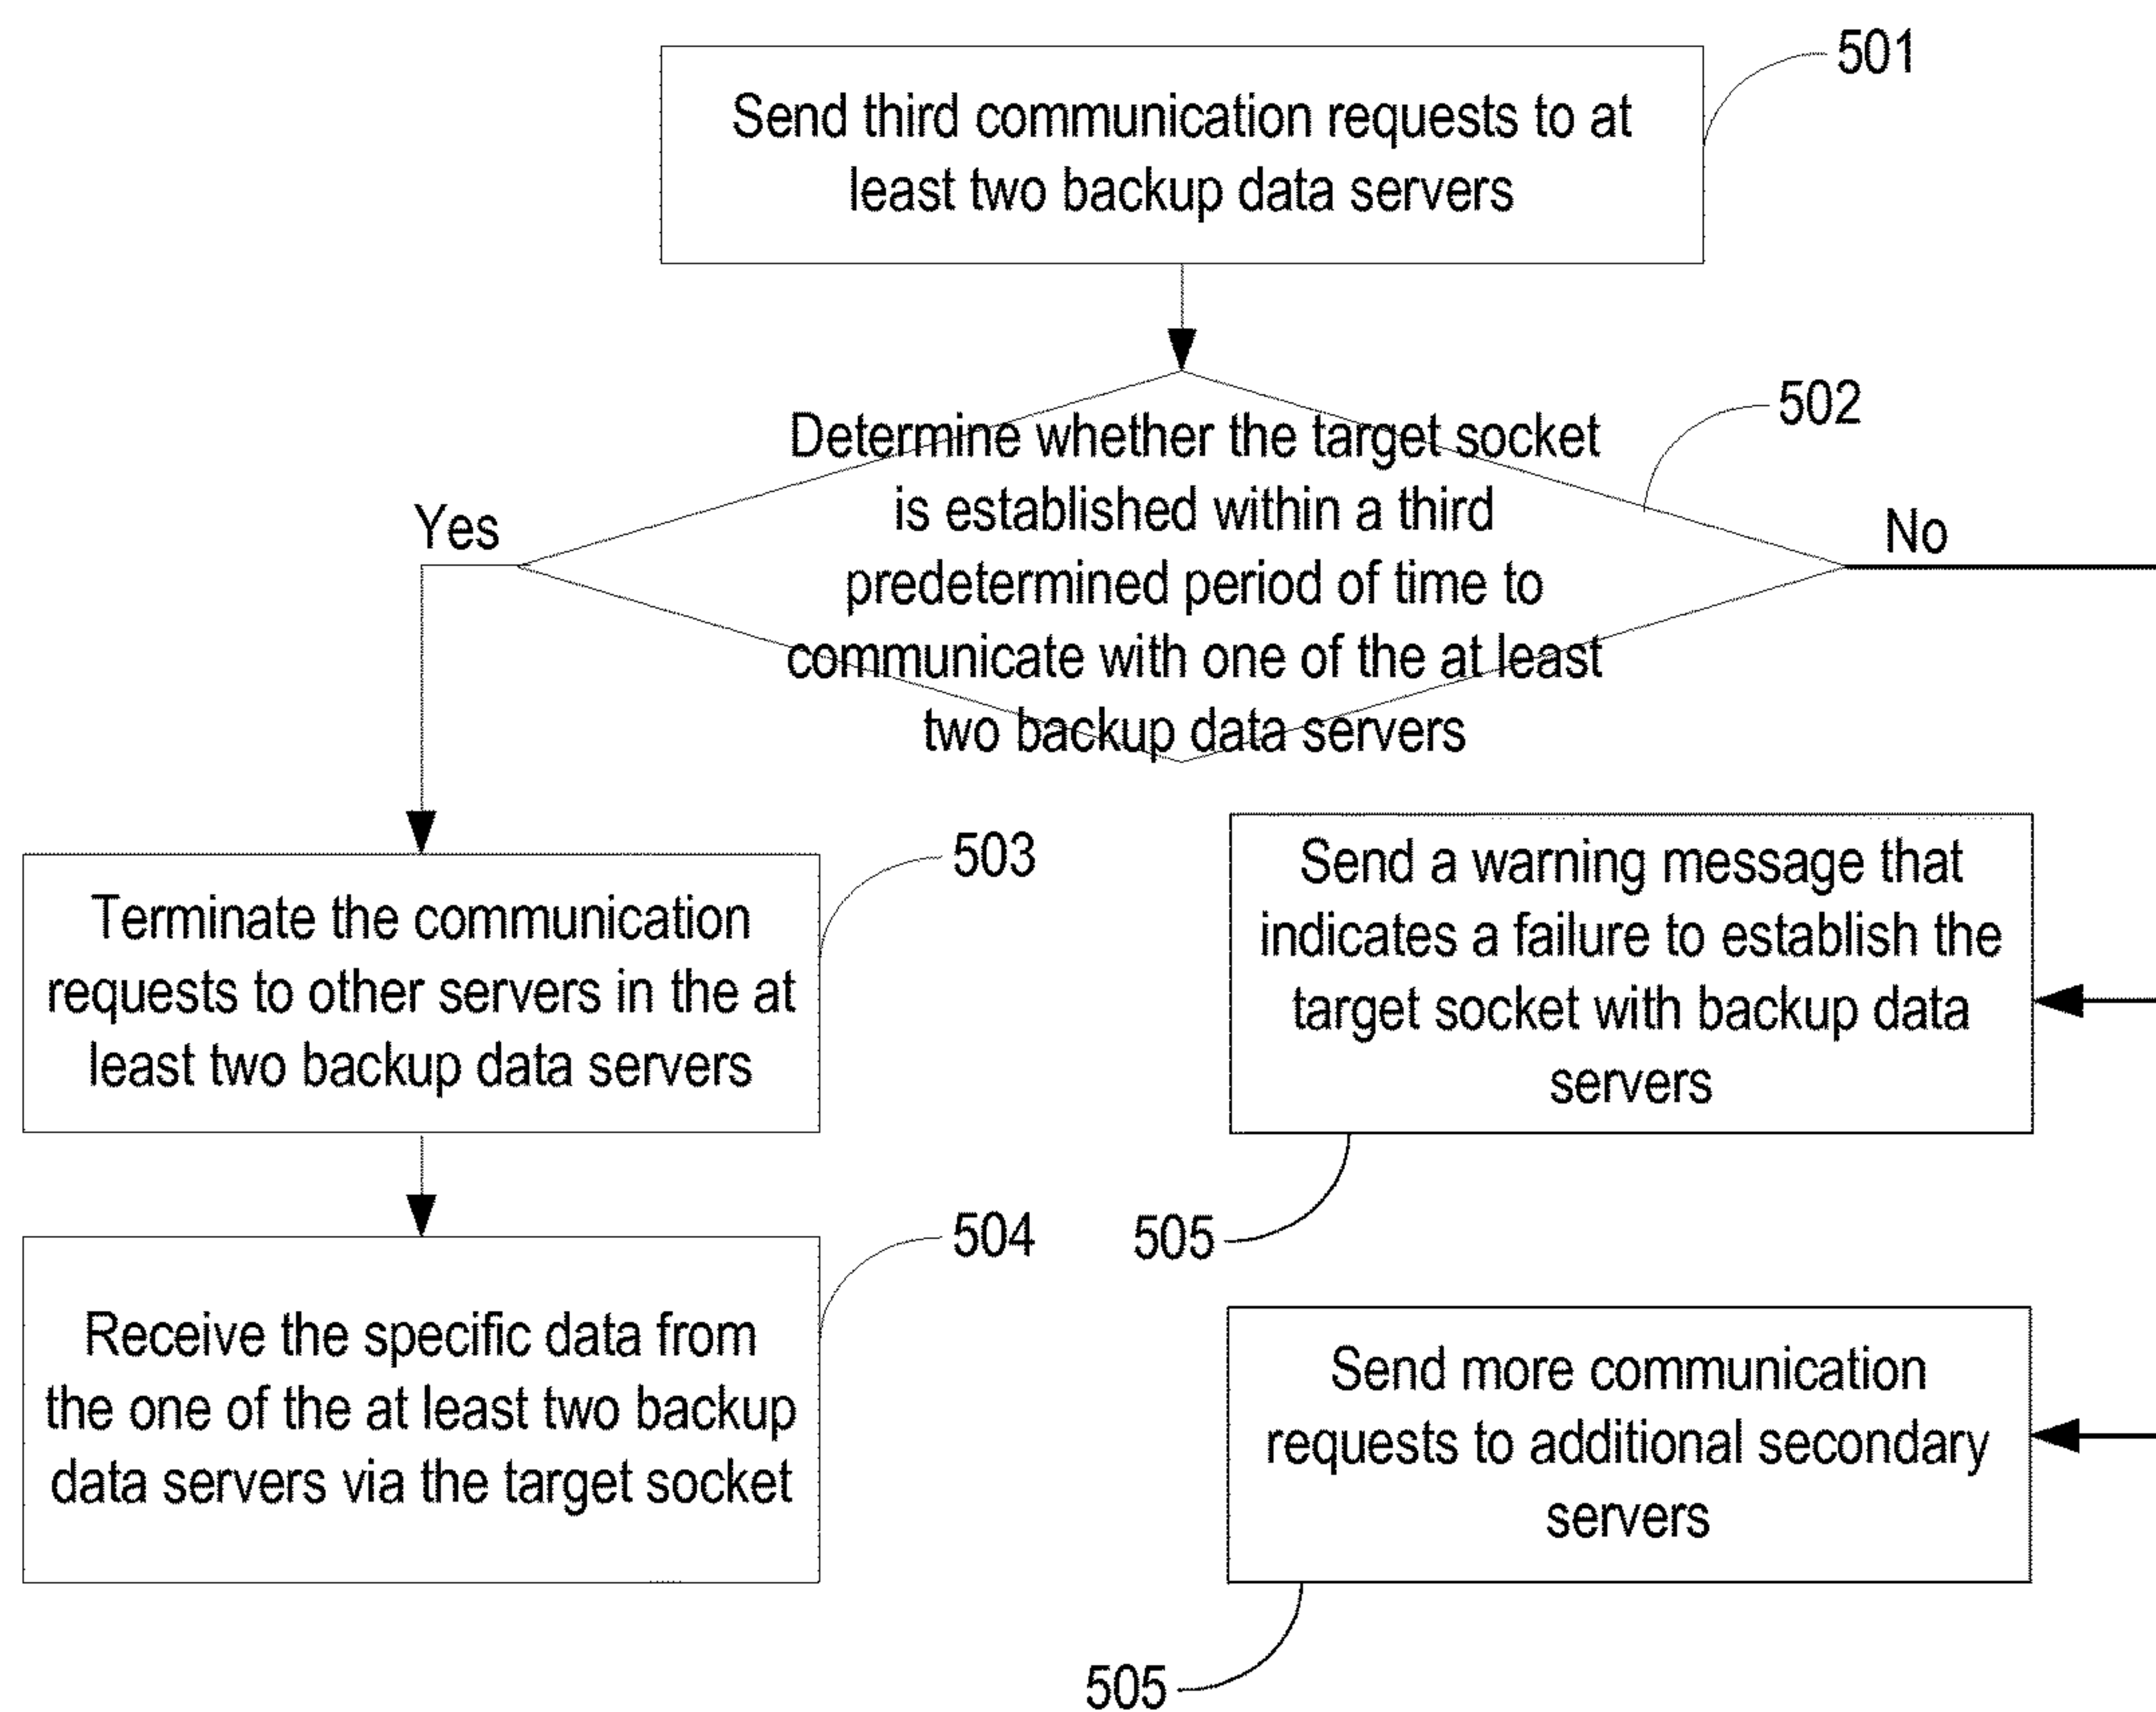 501
Send third communication requests to at
least two backup data servers
502
Determine whether the target socket
is established within a third
predetermined period of time to
communicate with one of the at least
two backup data servers
Yes
No
503
Terminate the communication
requests to other servers in the at
least two backup data servers
Send a warning message that
indicates a failure to establish the
target socket with backup data
servers
504
505
Receive the specific data from
the one of the at least two backup
data servers via the target socket
Send more communication
requests to additional secondary
servers
505